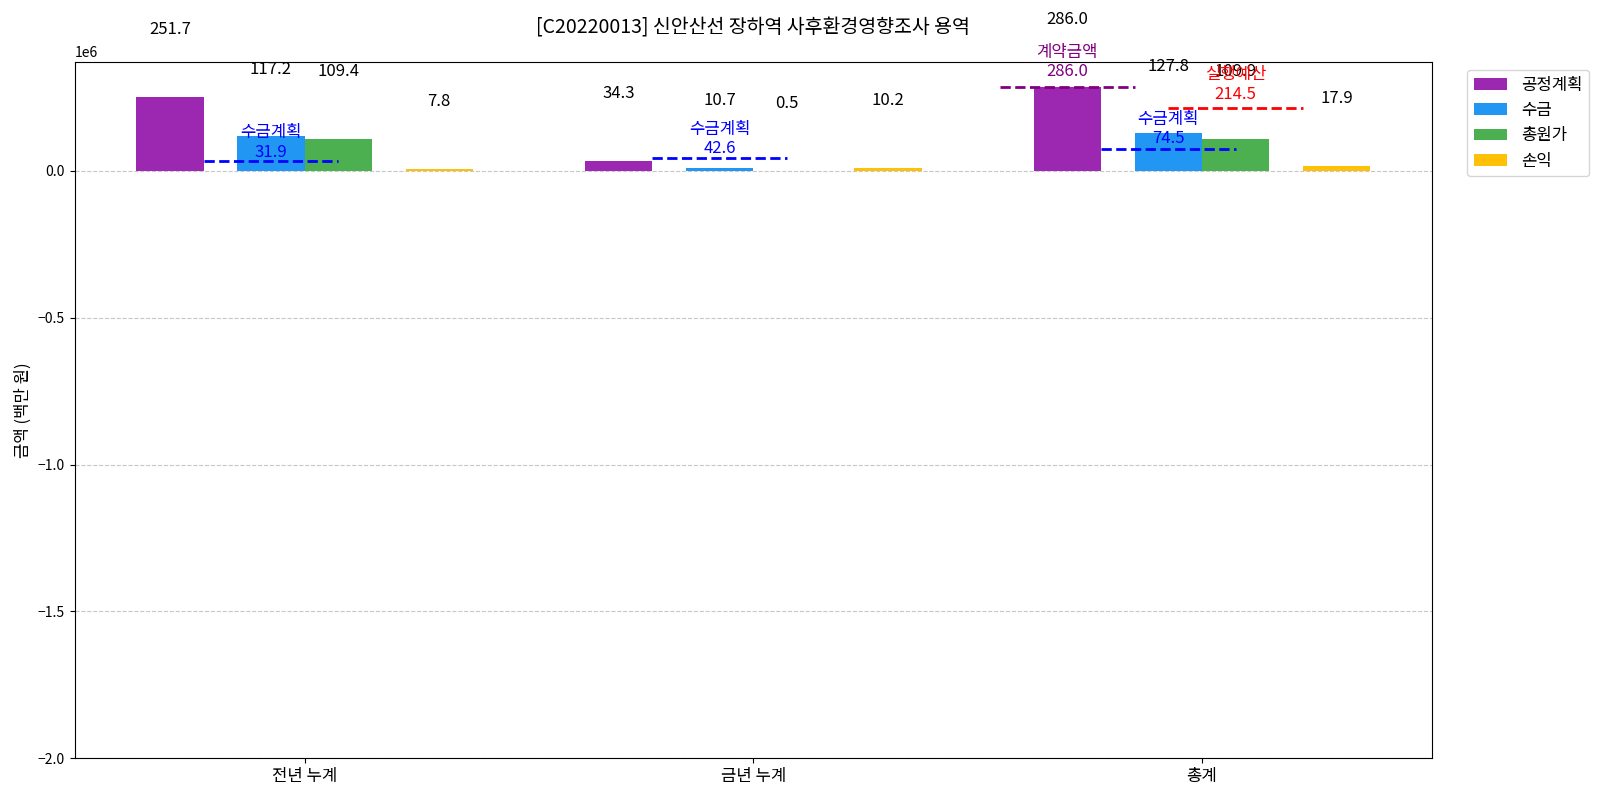 [C20220013] 신안산선 장하역 사후환경영향조사 용역
1e6
251.7
117.2
109.4
7.8
수금계획
31.9
34.3
10.7
0.5
10.2
수금계획
42.6
286.0
계약금액
286.0
127.8
109.9
실행예산
214.5
수금계획
74.5
17.9
공정계획
수금
총원가
손익
금액 (백만 원)
0.0
−0.5
−1.0
−1.5
−2.0
전년 누계
금년 누계
총계